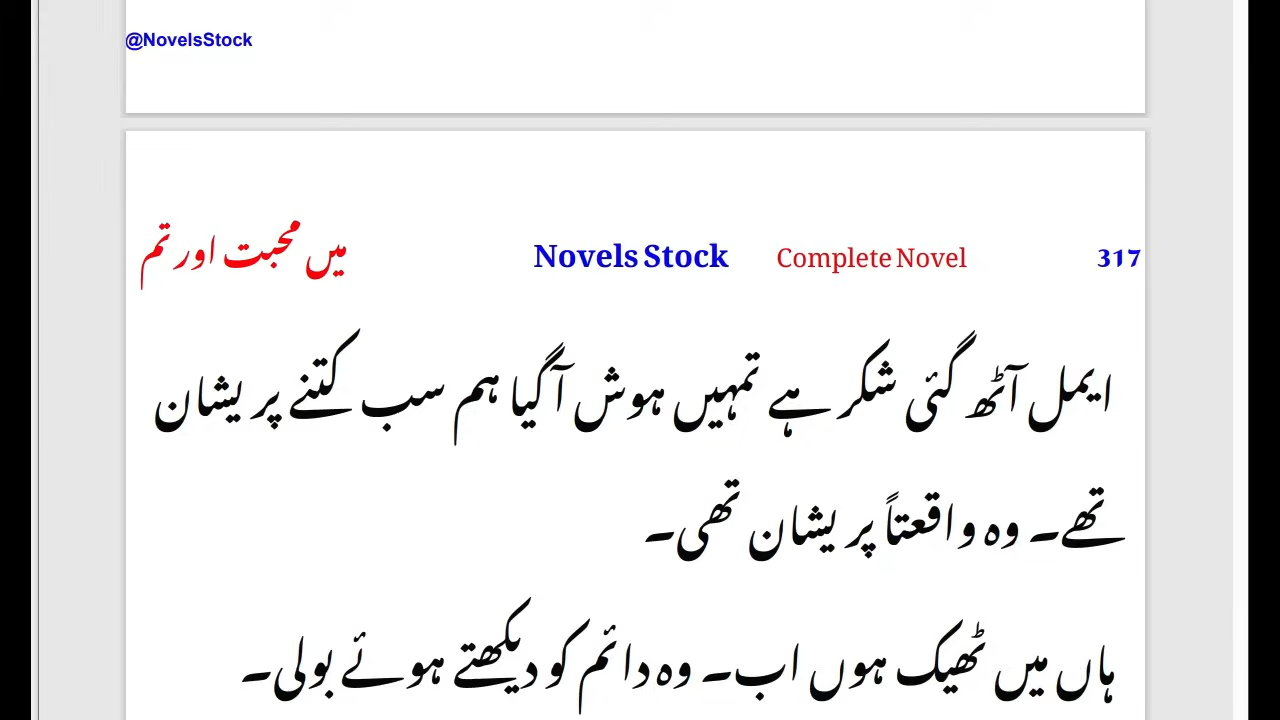 @NovelsStock
میں محبت اور تم Novels Stock Complete Novel 317
ایمل آٹھ گئی شکر ہے تمہیں ہوش آگیا ہم سب کتنے پریشان
تھے۔ وہ واقعتاً پریشان تھی۔
ہاں میں ٹھیک ہوں اب۔ وہ دائم کو دیکھتے ہوئے بولی۔